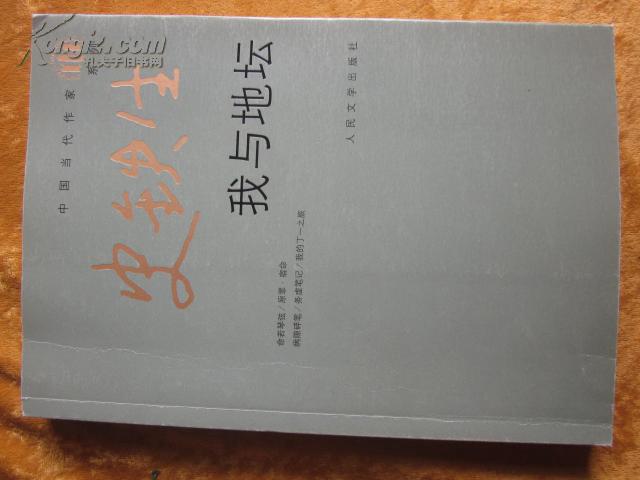 中国当代作家
系列
史铁生
我与地坛
命若琴弦/原罪·宿命
病隙碎笔/务虚笔记/我的丁一之旅
人民文学出版社
孔夫子旧书网